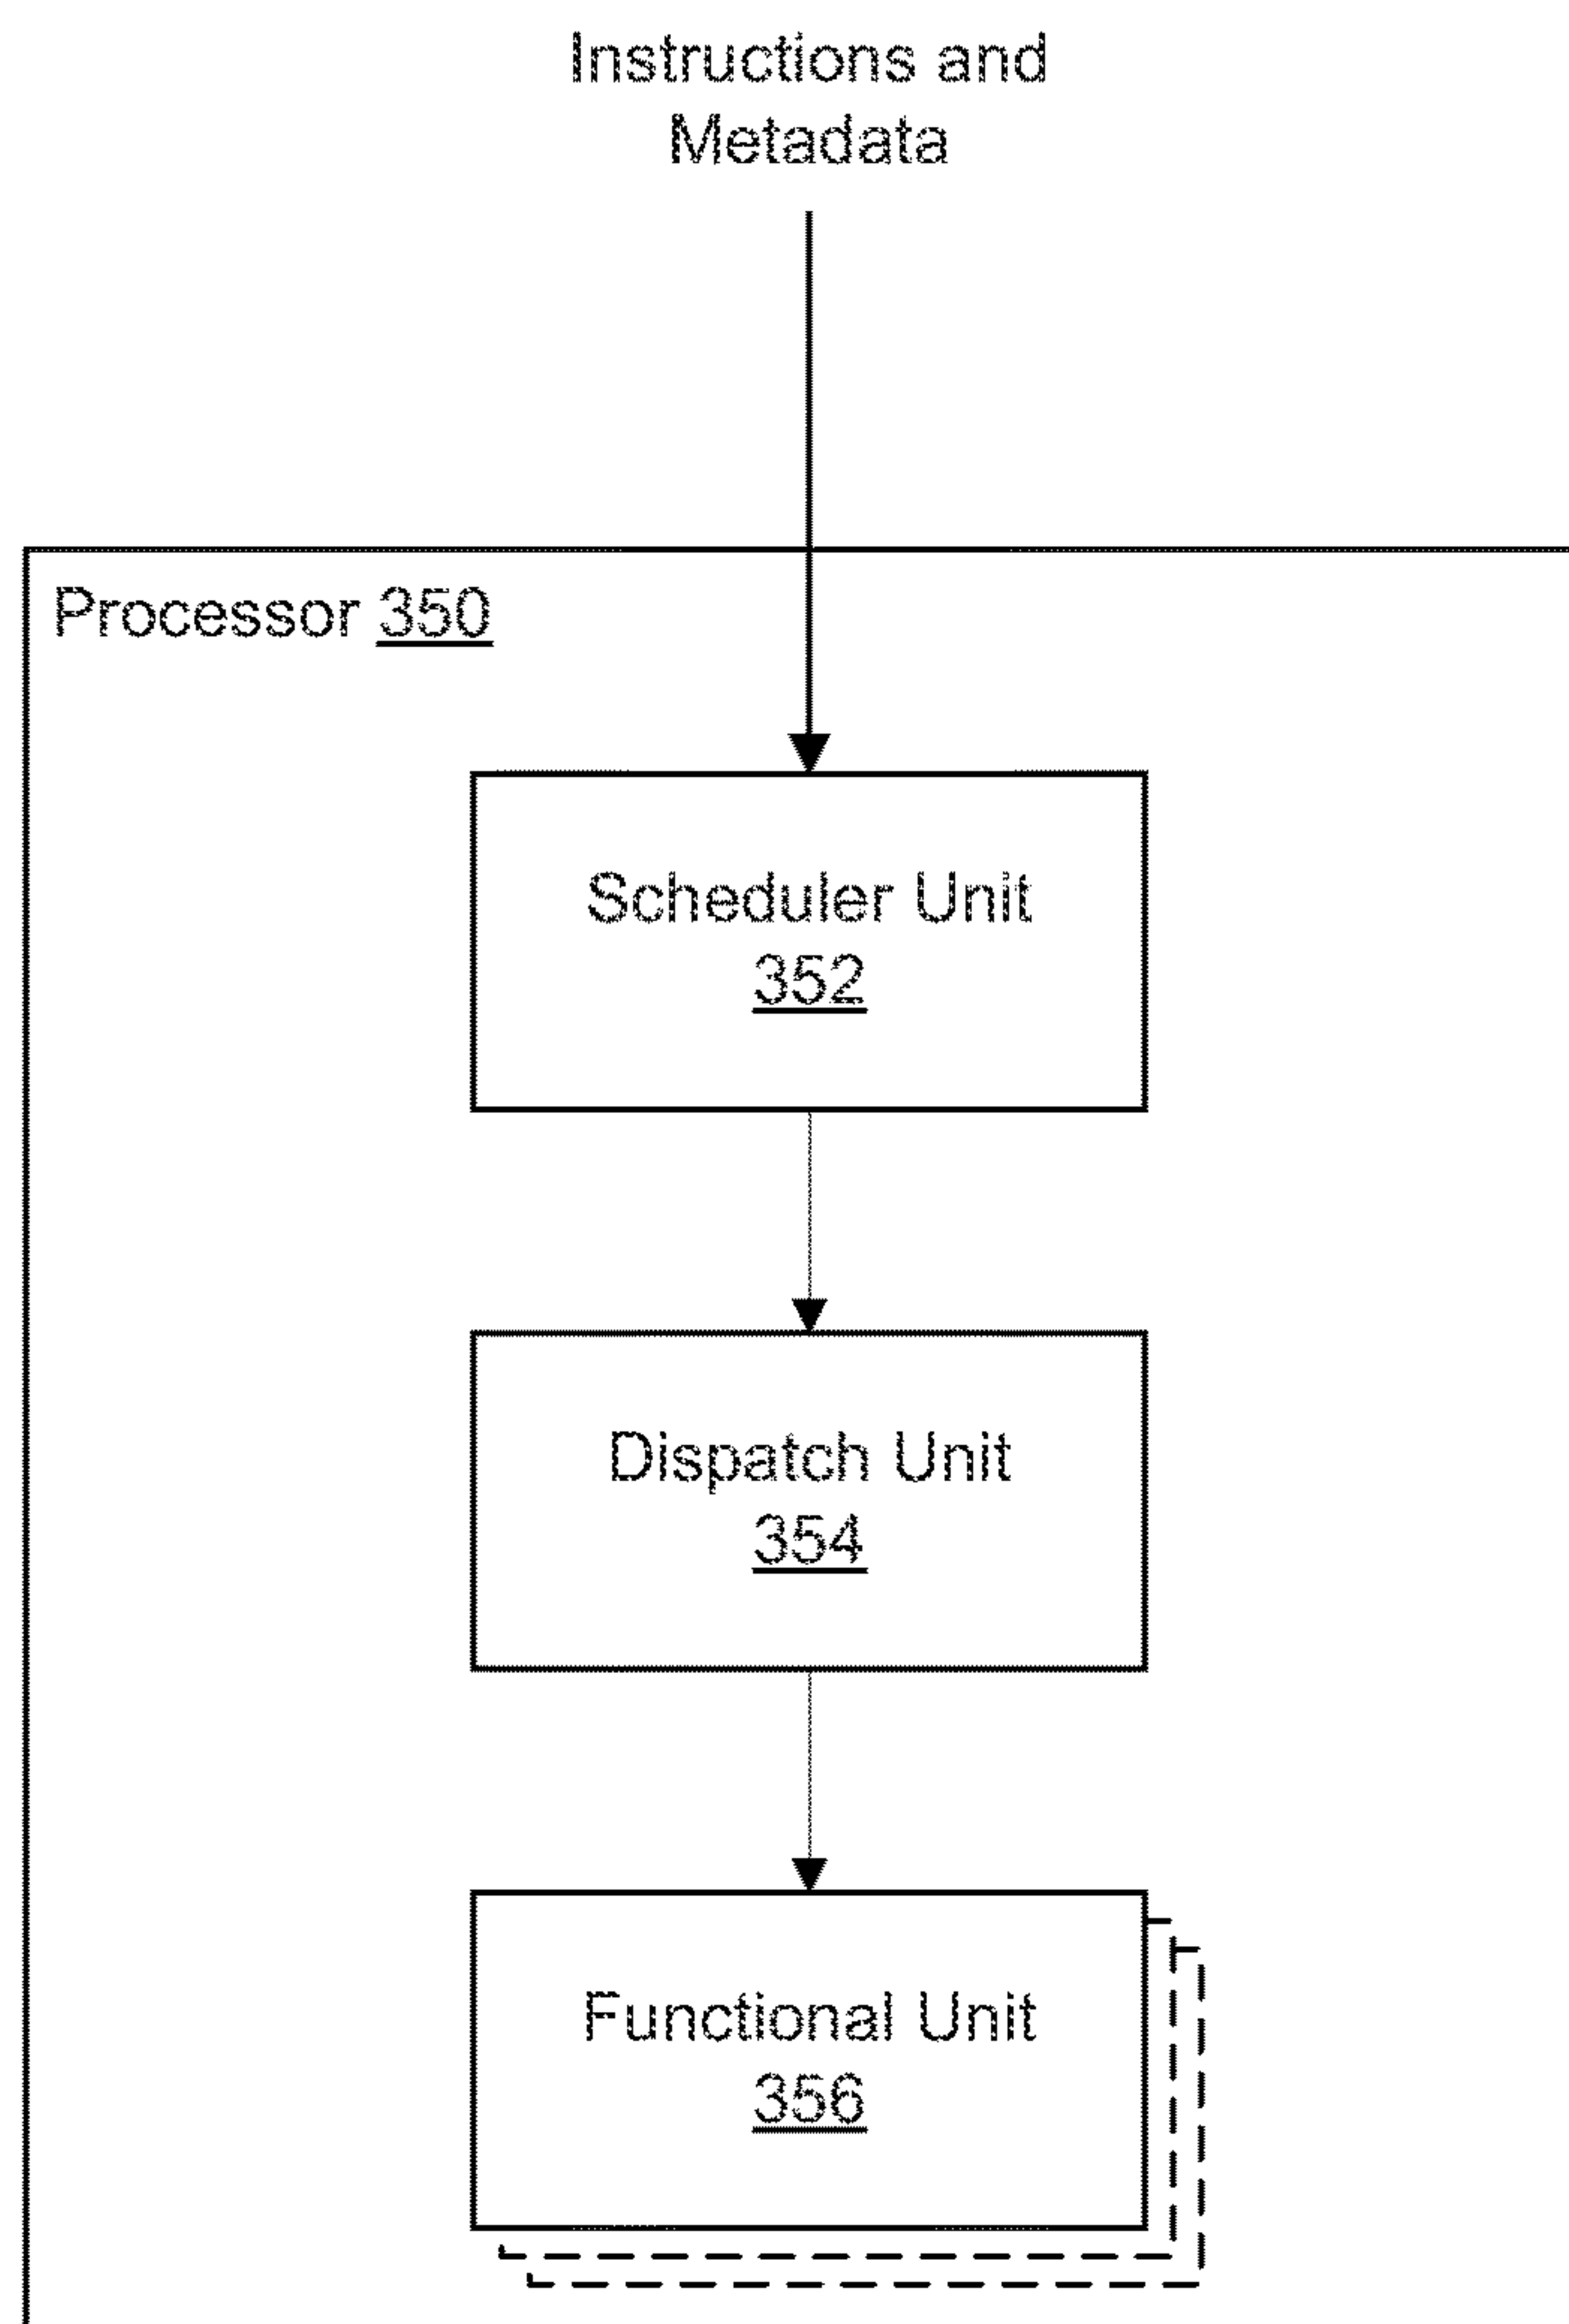 Instructions and
Metadata
Processor 350
Scheduler Unit
352
Dispatch Unit
354
Functional Unit
356